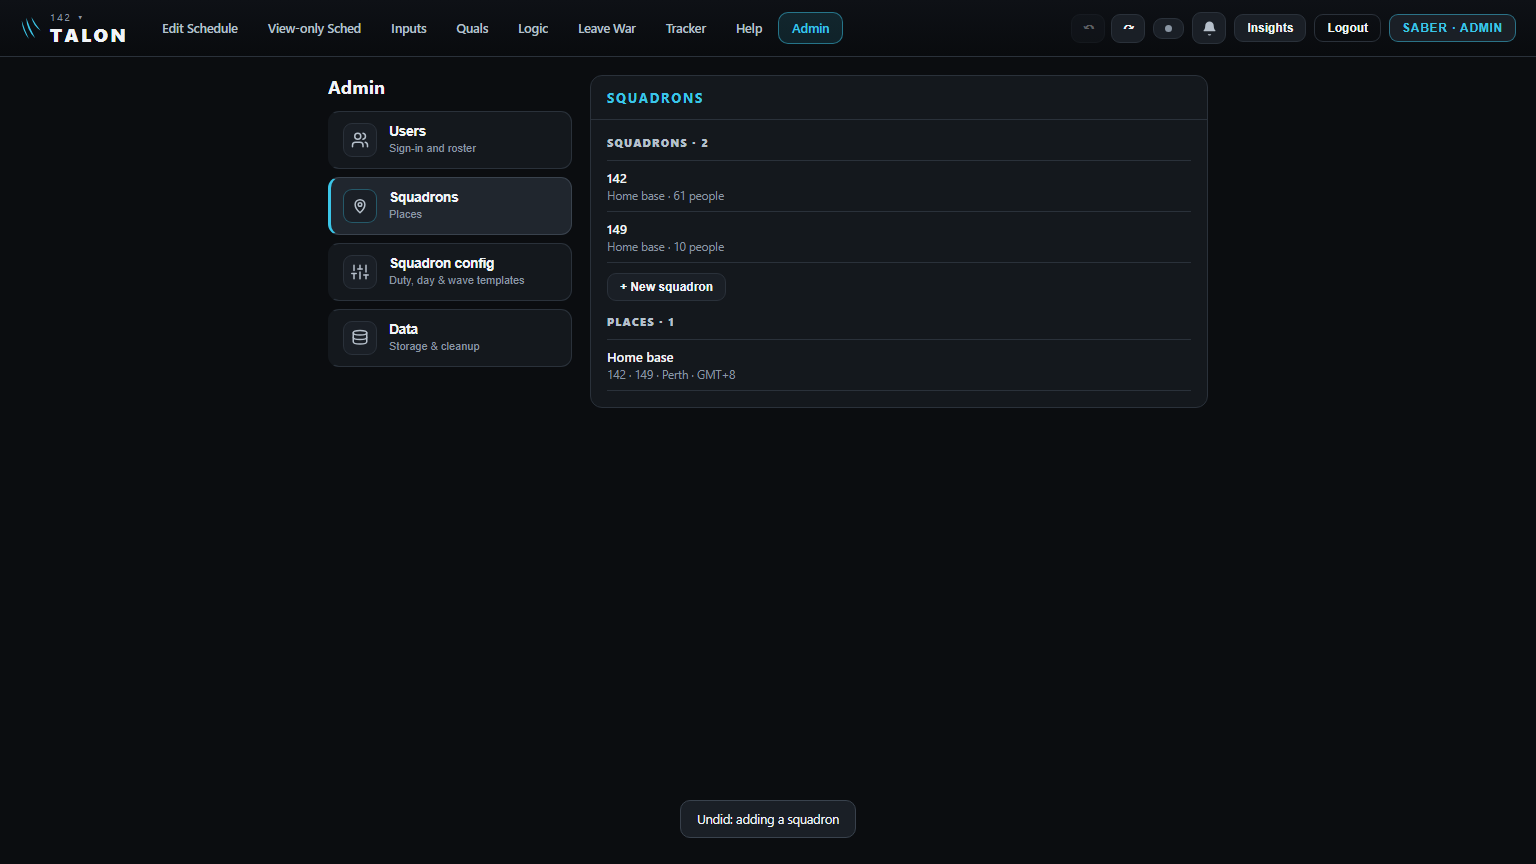 142 ▾
TALON
Edit Schedule
View-only Sched
Inputs
Quals
Logic
Leave War
Tracker
Help
Admin
Insights
Logout
SABER · ADMIN
Admin
Users
Sign-in and roster
Squadrons
Places
Squadron config
Duty, day & wave templates
Data
Storage & cleanup
SQUADRONS
SQUADRONS · 2
142
Home base · 61 people
149
Home base · 10 people
+ New squadron
PLACES · 1
Home base
142 · 149 · Perth · GMT+8
Undid: adding a squadron